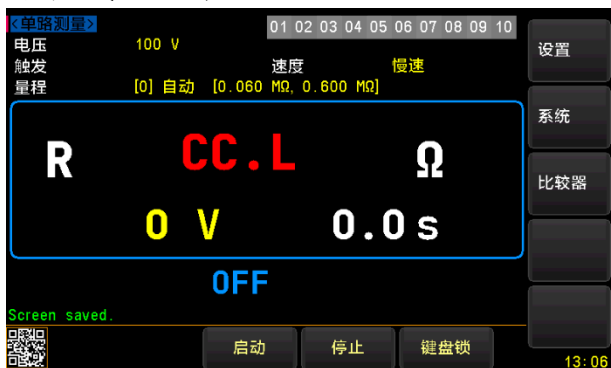 <单路测量> 01 02 03 04 05 06 07 08 09 10
电压 100 V
触发 速度 慢速
量程 [0] 自动 [0.060 MΩ, 0.600 MΩ]
R CC.L Ω
0 V 0.0s
OFF
Screen saved.
设置
系统
比较器
启动 停止 键盘锁
13:06